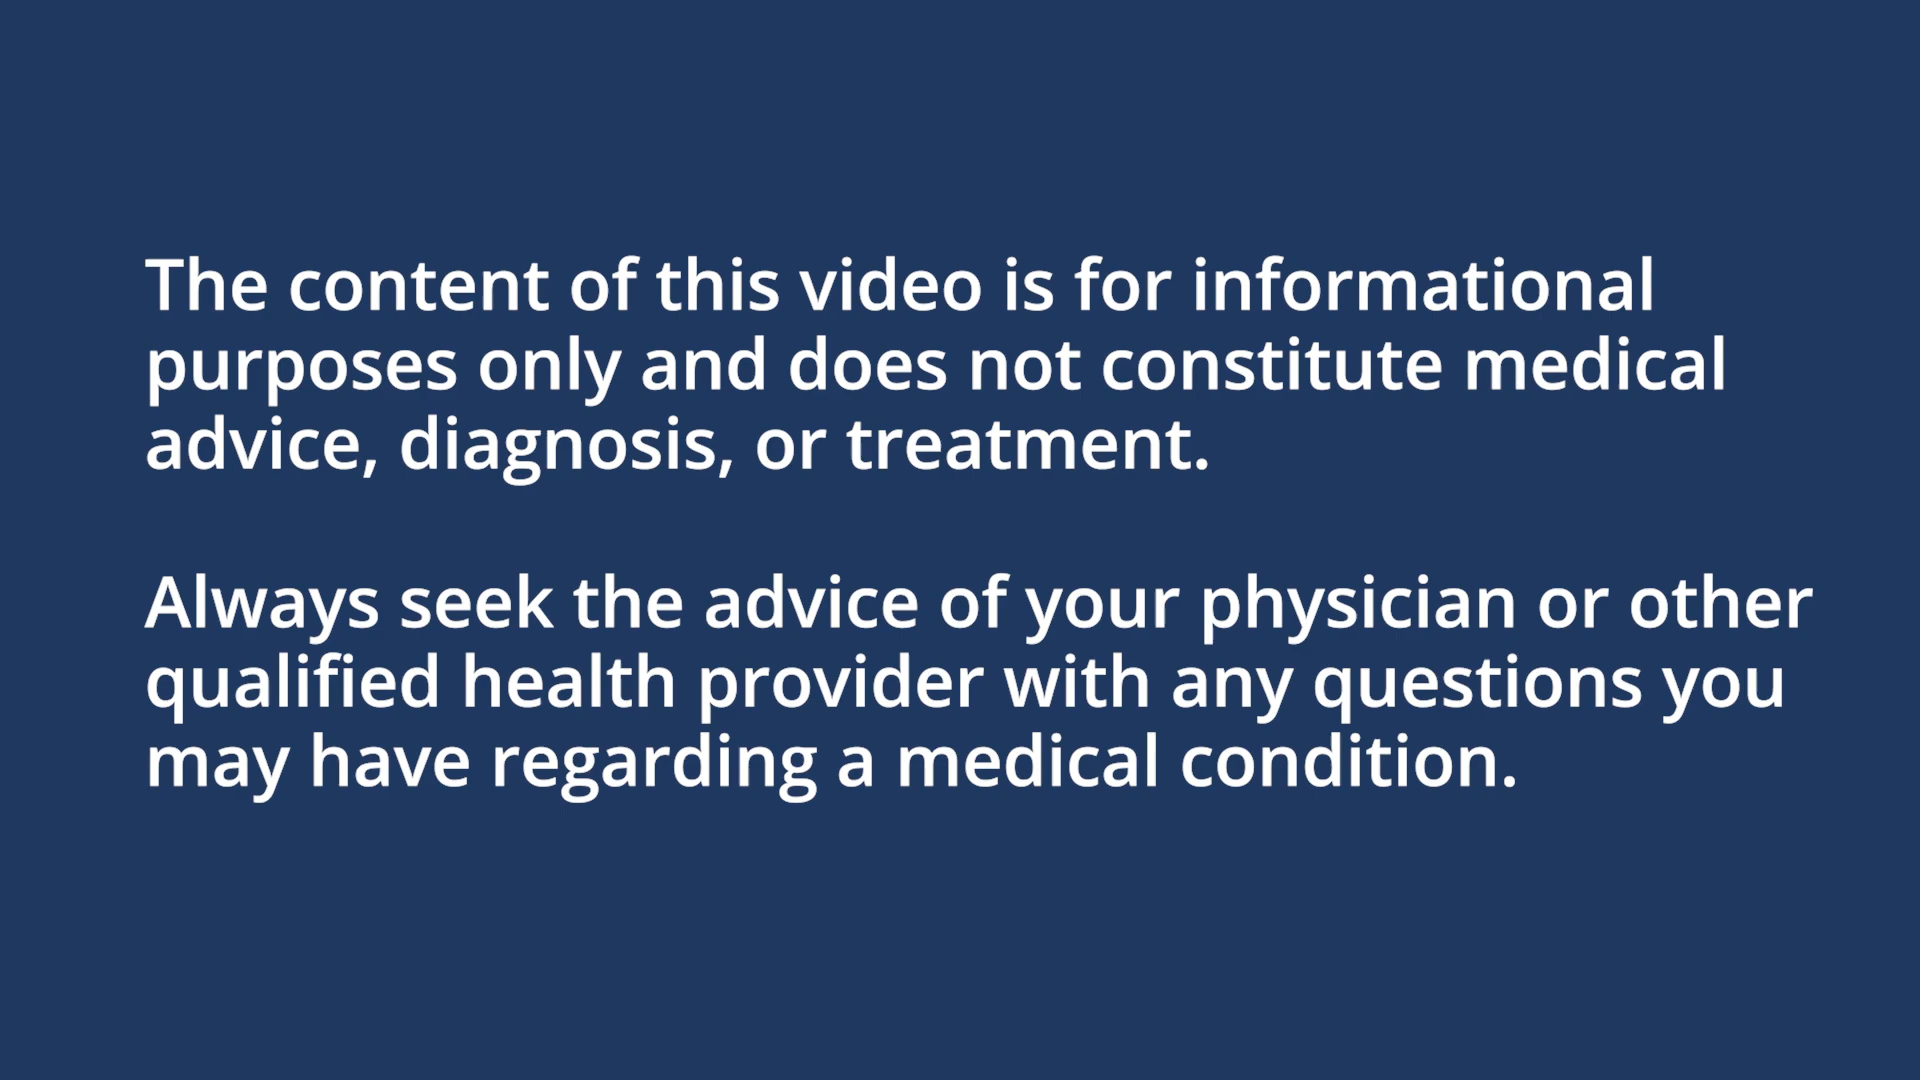 The content of this video is for informational
purposes only and does not constitute medical
advice, diagnosis, or treatment.
Always seek the advice of your physician or other
qualified health provider with any questions you
may have regarding a medical condition.